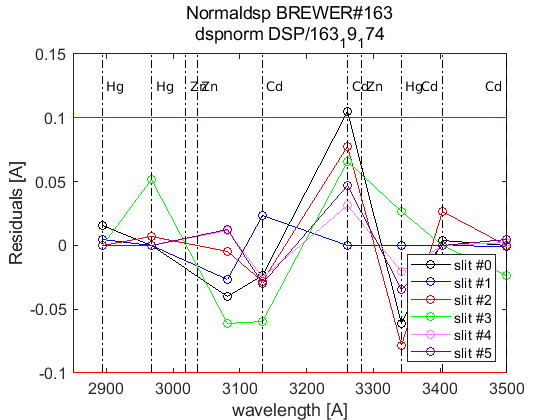 Normaldsp BREWER#163
dspnorm DSP/163_19_174
0.15
Hg Hg Zn Zn Cd Cd Zn Hg Cd Cd
0.1
0.05
0
-0.05
-0.1
Residuals [A]
slit #0
slit #1
slit #2
slit #3
slit #4
slit #5
2900 3000 3100 3200 3300 3400 3500
wavelength [A]